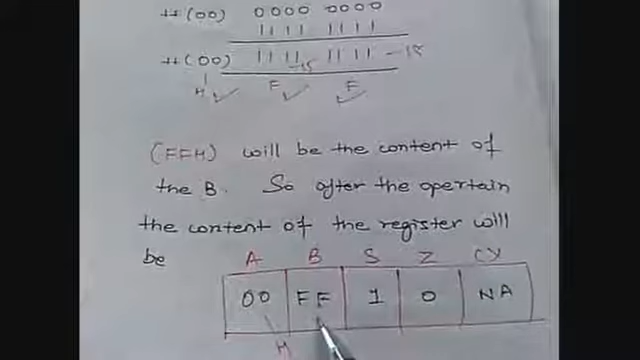 H(00) 0000 0000
1111 1111
H(00) 1111 1111 - 15
15
H F F
(FFH) will be the content of
the B. So after the opertain
the content of the register will
be A B S Z CY
00 FF 1 0 NA
H